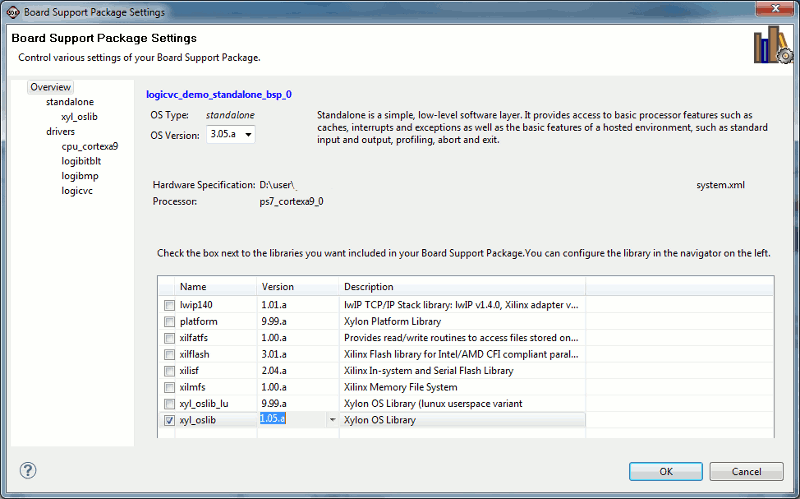 Board Support Package Settings
Board Support Package Settings
Control various settings of your Board Support Package.
Overview
standalone
xyl_oslib
drivers
cpu_cortexa9
logibitblt
logibmp
logicvc
logicvc_demo_standalone_bsp_0
OS Type: standalone
OS Version: 3.05.a
Standalone is a simple, low-level software layer. It provides access to basic processor features such as
caches, interrupts and exceptions as well as the basic features of a hosted environment, such as standard
input and output, profiling, abort and exit.
Hardware Specification: D:\user\_ system.xml
Processor: ps7_cortexa9_0
Check the box next to the libraries you want included in your Board Support Package.You can configure the library in the navigator on the left.
Name Version Description
lwip140 1.01.a lwIP TCP/IP Stack library: lwIP v1.4.0, Xilinx adapter v...
platform 9.99.a Xylon Platform Library
xilfatfs 1.00.a Provides read/write routines to access files stored on...
xilflash 3.01.a Xilinx Flash library for Intel/AMD CFI compliant paral...
xilisf 2.04.a Xilinx In-system and Serial Flash Library
xilmfs 1.00.a Xilinx Memory File System
xyl_oslib_lu 9.99.a Xylon OS Library (lunux userspace variant
xyl_oslib 1.05.a Xylon OS Library
? OK Cancel